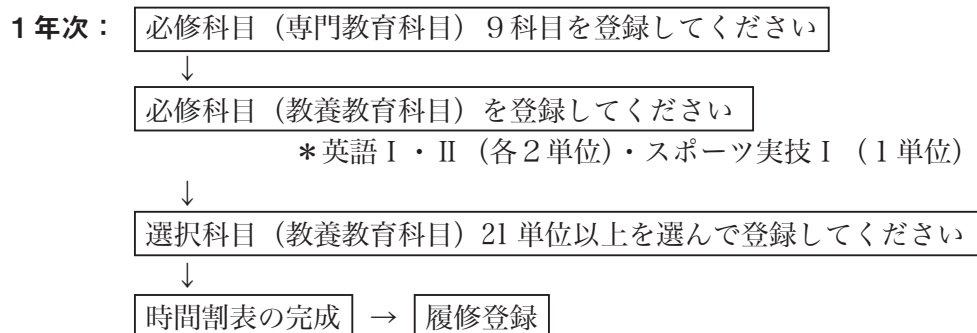 1年次： 必修科目（専門教育科目）９科目を登録してください
↓
必修科目（教養教育科目）を登録してください
＊英語Ⅰ・Ⅱ（各２単位）・スポーツ実技Ⅰ（１単位）
↓
選択科目（教養教育科目）21 単位以上を選んで登録してください
↓
時間割表の完成 → 履修登録